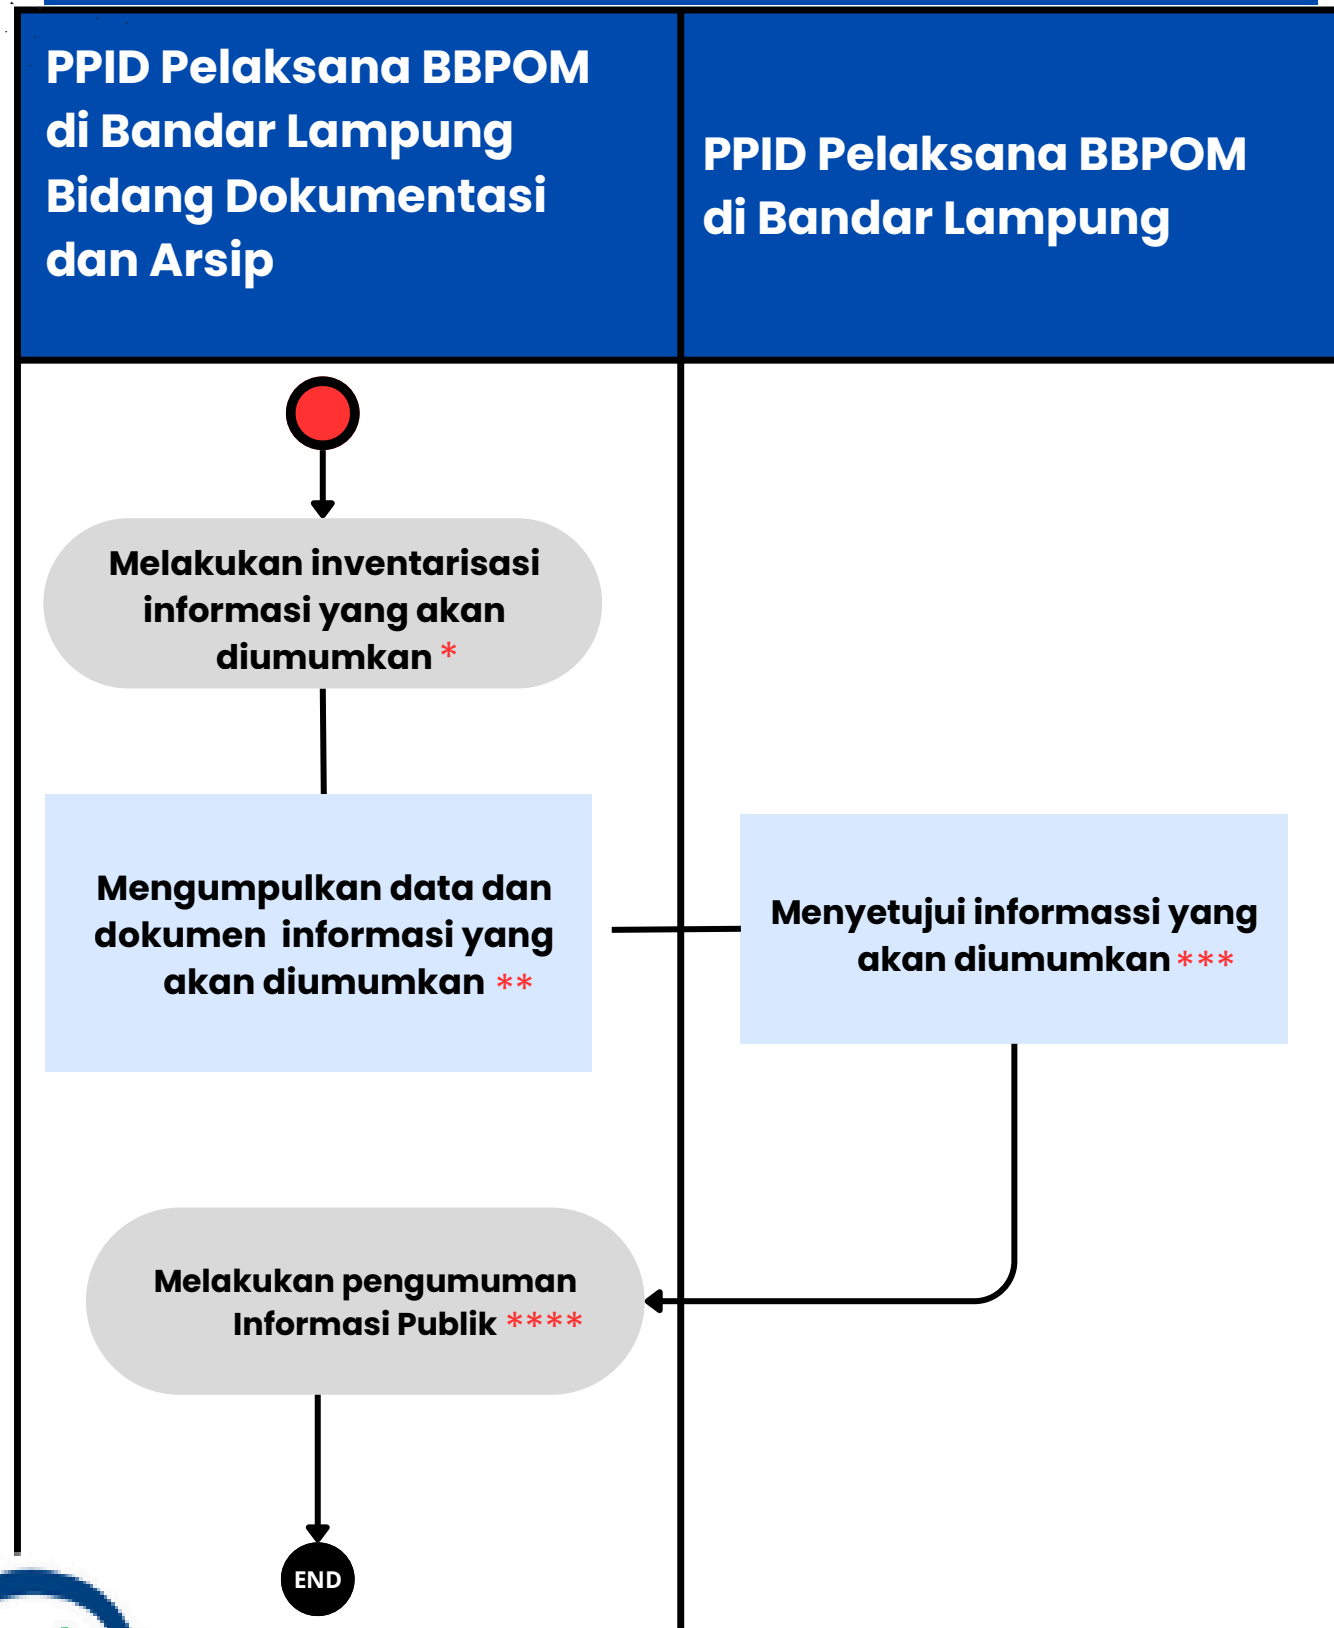 PPID Pelaksana BBPOM
di Bandar Lampung
Bidang Dokumentasi
dan Arsip
PPID Pelaksana BBPOM
di Bandar Lampung
Melakukan inventarisasi
informasi yang akan
diumumkan *
Mengumpulkan data dan
dokumen informasi yang
akan diumumkan **
Menyetujui informassi yang
akan diumumkan ***
Melakukan pengumuman
Informasi Publik ****
END